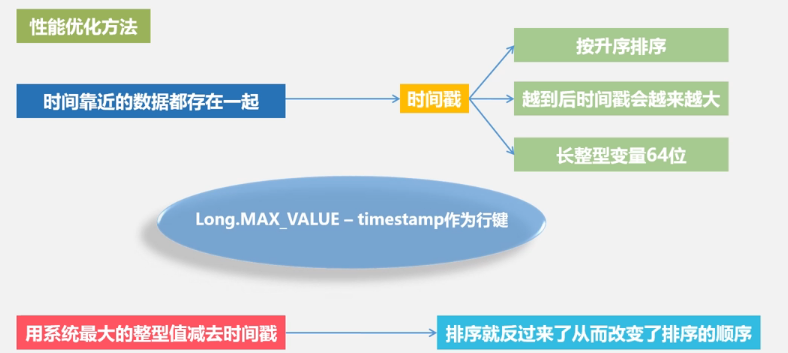 性能优化方法
按升序排序
时间靠近的数据都存在一起
时间戳
越到后时间戳会越来越大
长整型变量64位
Long.MAX_VALUE – timestamp作为行键
用系统最大的整型值减去时间戳
排序就反过来了从而改变了排序的顺序